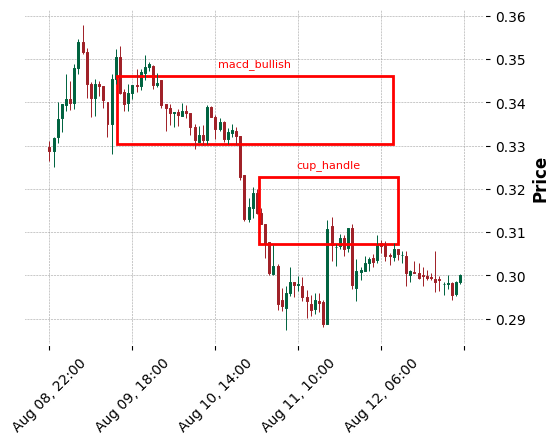 0.36
0.35
macd_bullish
0.34
0.33
cup_handle
0.32
0.31
0.30
0.29
Price
Aug 08, 22:00
Aug 09, 18:00
Aug 10, 14:00
Aug 11, 10:00
Aug 12, 06:00